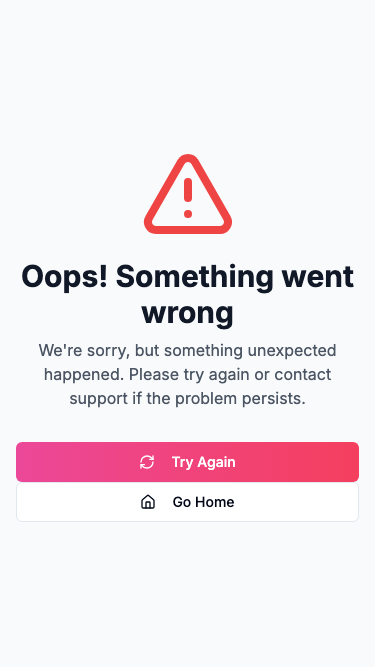 Oops! Something went
wrong
We're sorry, but something unexpected
happened. Please try again or contact
support if the problem persists.
Try Again
Go Home